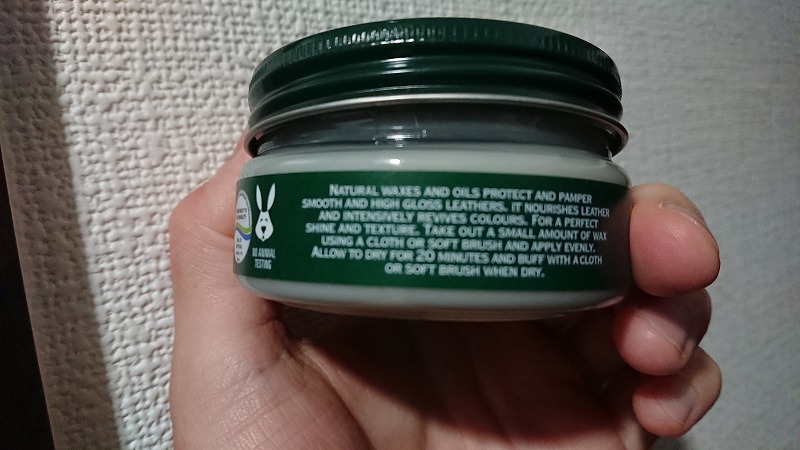 NATURAL WAXES AND OILS PROTECT AND PAMPER
SMOOTH AND HIGH GLOSS LEATHERS. IT NOURISHES LEATHER
AND INTENSIVELY REVIVES COLOURS. FOR A PERFECT
SHINE AND TEXTURE. TAKE OUT A SMALL AMOUNT OF WAX
USING A CLOTH OR SOFT BRUSH AND APPLY EVENLY.
ALLOW TO DRY FOR 20 MINUTES AND BUFF WITH A CLOTH
OR SOFT BRUSH WHEN DRY.
NO ANIMAL
TESTING